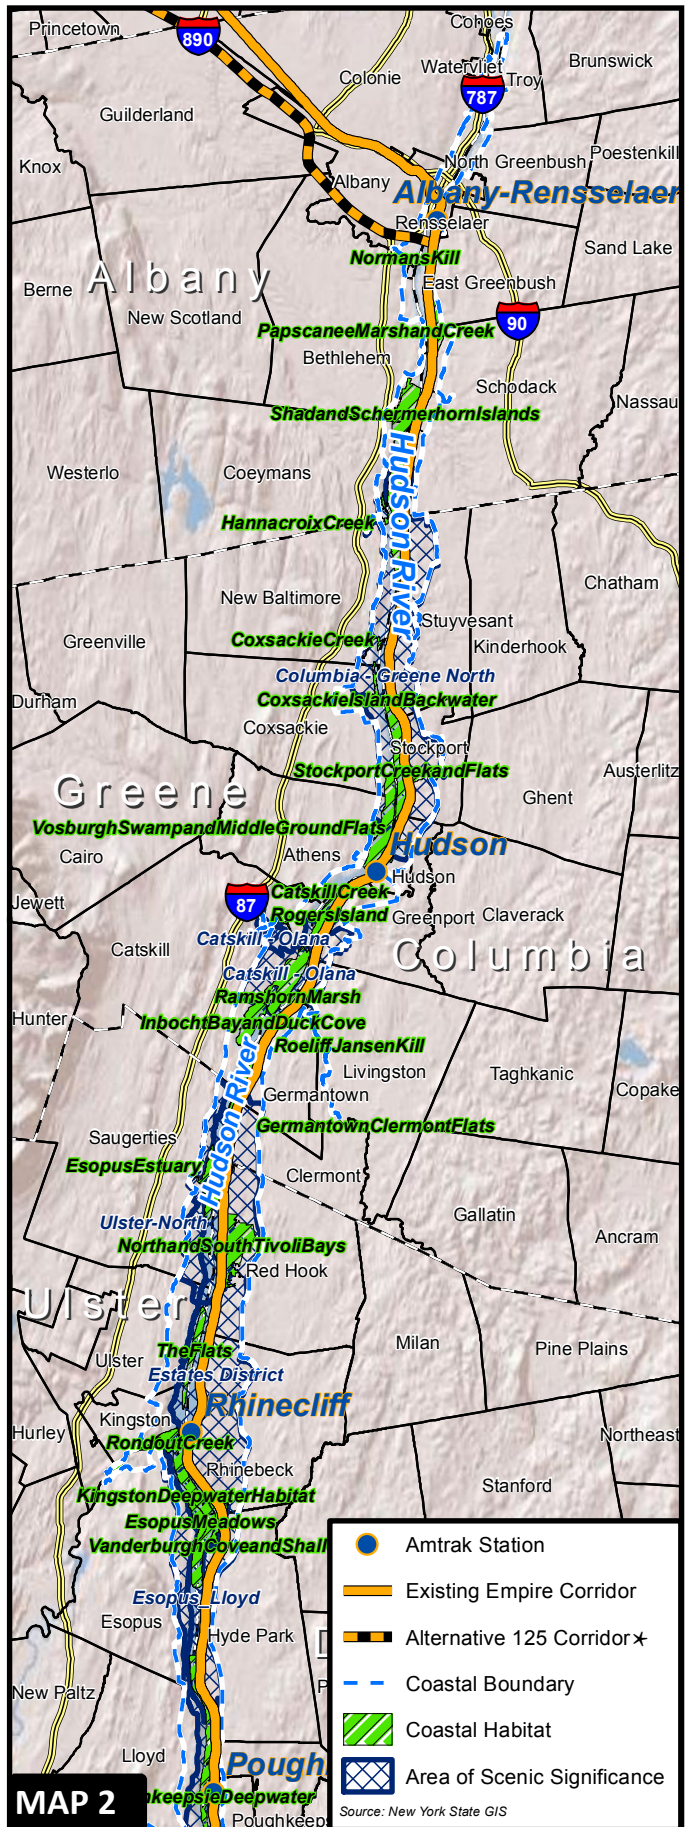 Princetown
890
Cohoes
Watervliet
Troy
Brunswick
Colonie
787
Guilderland
Knox
North Greenbush
Poestenkill
Albany
Albany-Rensselaer
Rensselaer
NormansKill
Sand Lake
Albany
Berne
East Greenbush
New Scotland
90
PapscaneeMarshandCreek
Bethlehem
Schodack
Nassau
ShadandSchermerhornIslands
Westerlo
Coeymans
Hudson River
HannacroixCreek
Chatham
New Baltimore
Stuyvesant
Greenville
CoxsackieCreek
Kinderhook
Columbia - Greene North
Durham
CoxsackieIslandBackwater
Coxsackie
Stockport
StockportCreekandFlats
Austerlitz
Greene
Ghent
VosburghSwampandMiddleGroundFlats
Hudson
Cairo
Athens
Hudson
CatskillCreek
Jewett
87
RogersIsland
Greenport
Claverack
Catskill - Olana
Catskill
Columbia
Catskill - Olana
RamshornMarsh
Hunter
InbochtBayandDuckCove
RoeliffJansenKill
Livingston
Taghkanic
Copake
Germantown
Hudson River
GermantownClermontFlats
Saugerties
EsopusEstuary
Clermont
Gallatin
Ulster-North
Ancram
NorthandSouthTivoliBays
Red Hook
Ulster
Milan
Pine Plains
TheFlats
Ulster
Estates District
Rhinecliff
Kingston
Hurley
RondoutCreek
Northeast
Rhinebeck
Stanford
KingstonDeepwaterHabitat
EsopusMeadows
VanderburghCoveandShall
Amtrak Station
Existing Empire Corridor
Esopus_Lloyd
Esopus
Hyde Park
D
Alternative 125 Corridor*
Coastal Boundary
New Paltz
P
Coastal Habitat
Lloyd
Pough
Area of Scenic Significance
MAP 2
nkeepsieDeepwater
Source: New York State GIS
Poughkeeps